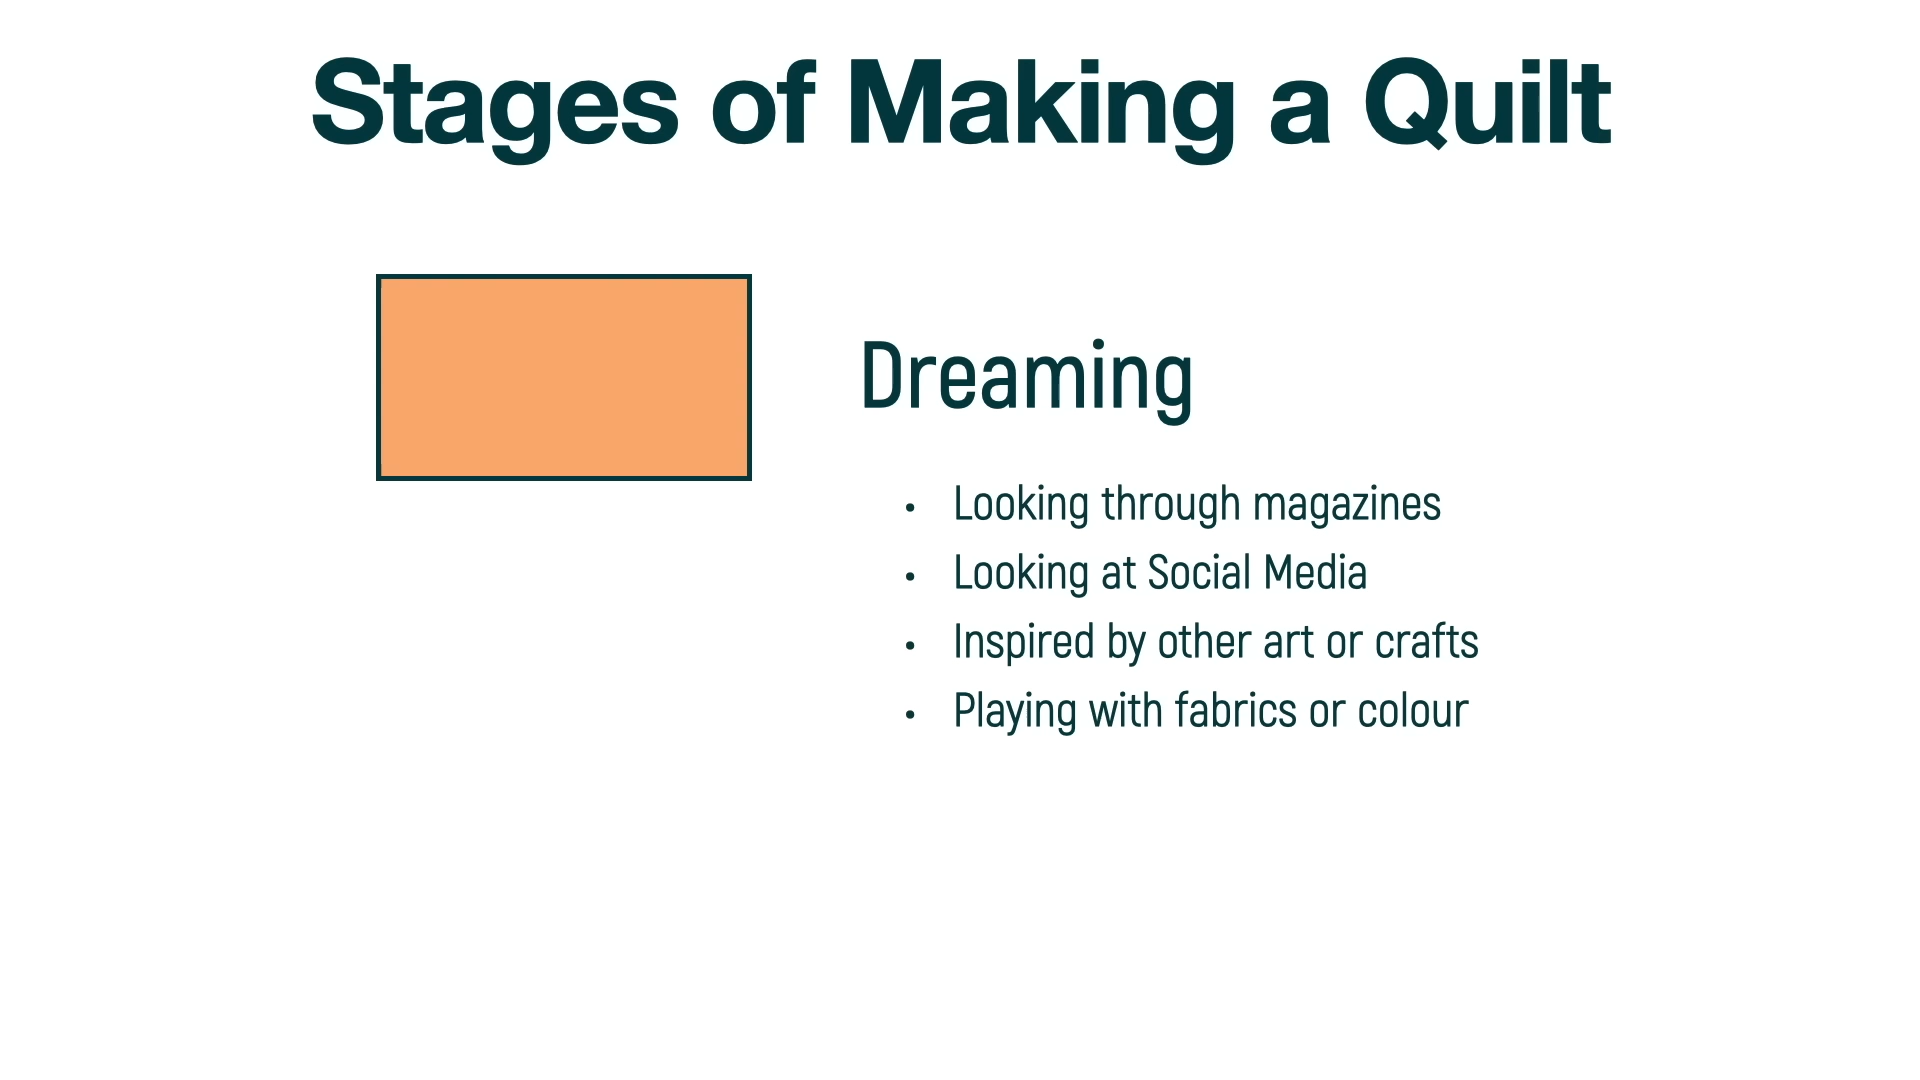 Stages of Making a Quilt
Dreaming
• Looking through magazines
• Looking at Social Media
• Inspired by other art or crafts
• Playing with fabrics or colour